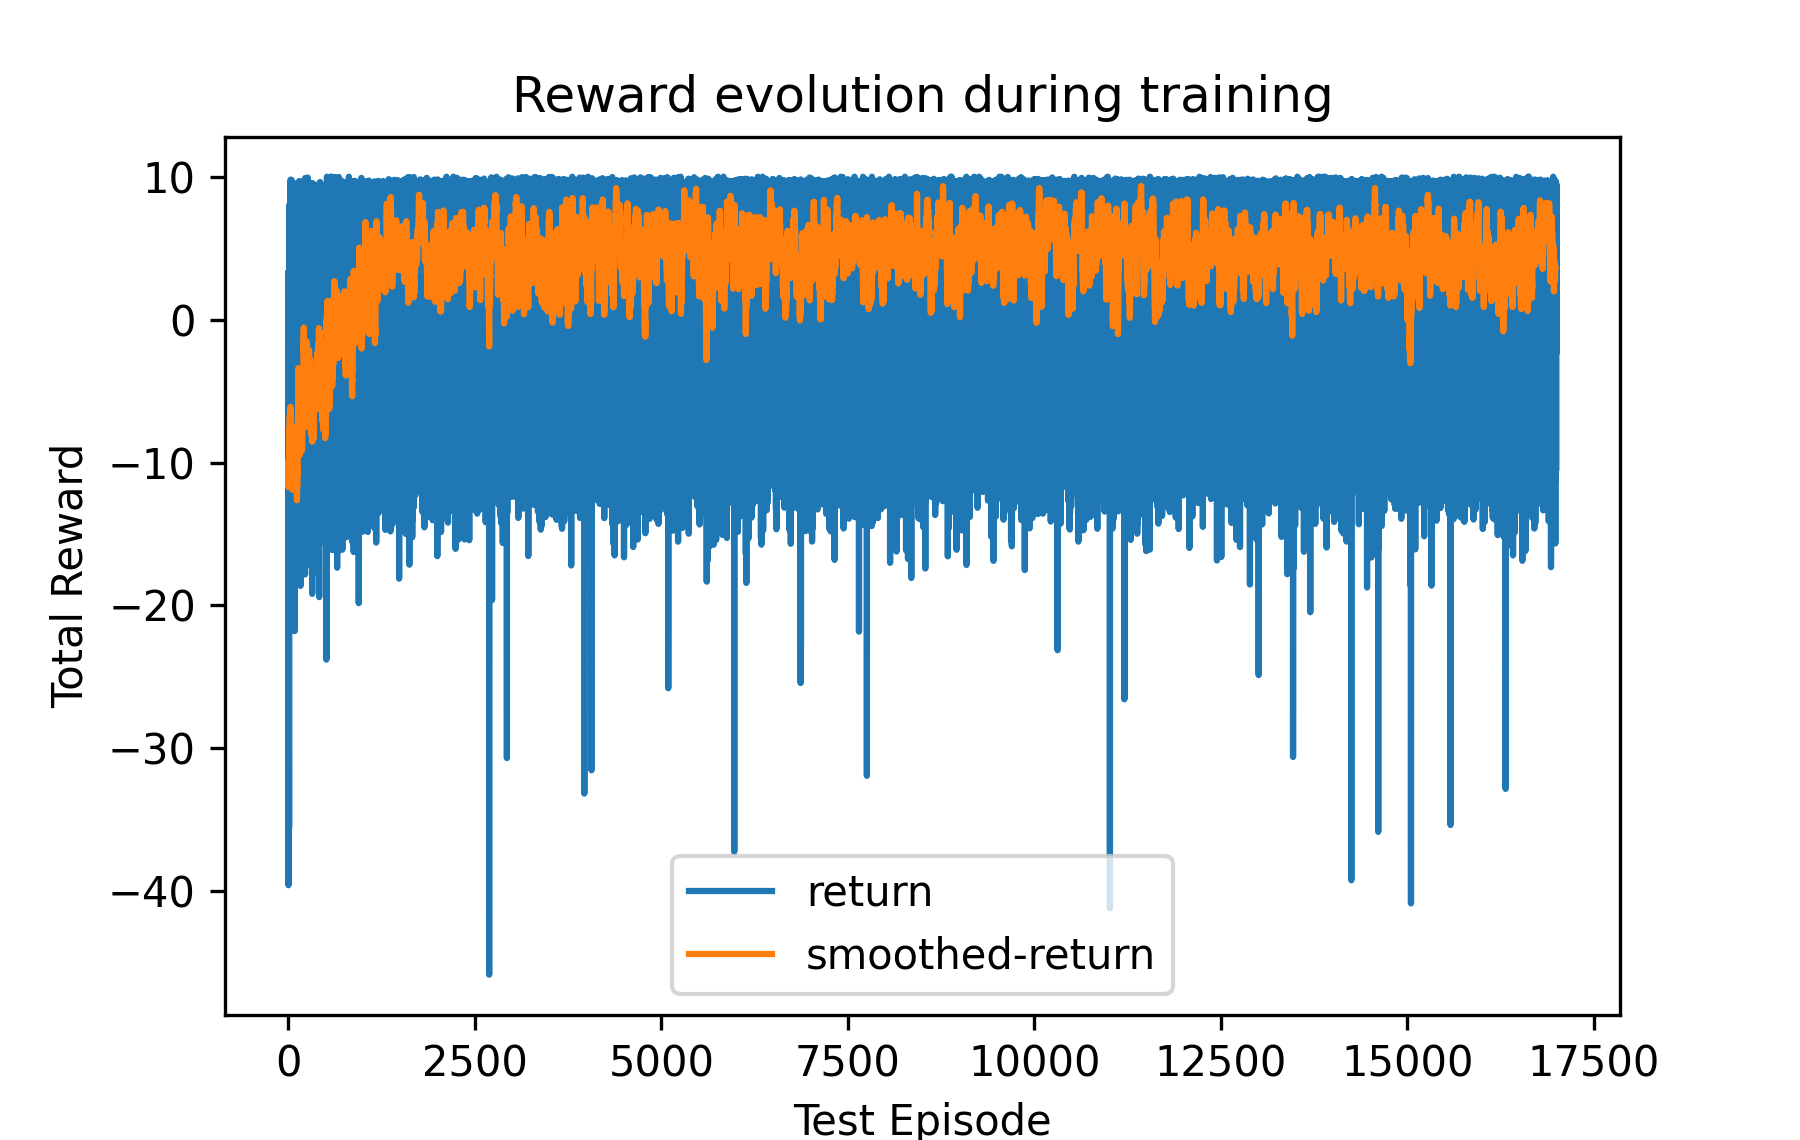 Reward evolution during training
Total Reward
10
0
−10
−20
−30
−40
return
smoothed-return
0 2500 5000 7500 10000 12500 15000 17500
Test Episode